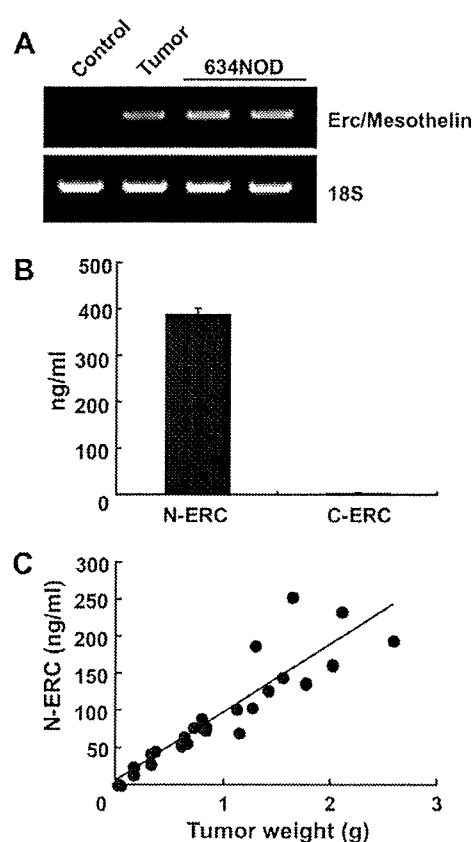 A
Control
Tumor
634NOD
Erc/Mesothelin
18S
B
500
400
300
200
100
0
ng/ml
N-ERC
C-ERC
C
300
250
200
150
100
50
N-ERC (ng/ml)
0
1
2
3
Tumor weight (g)